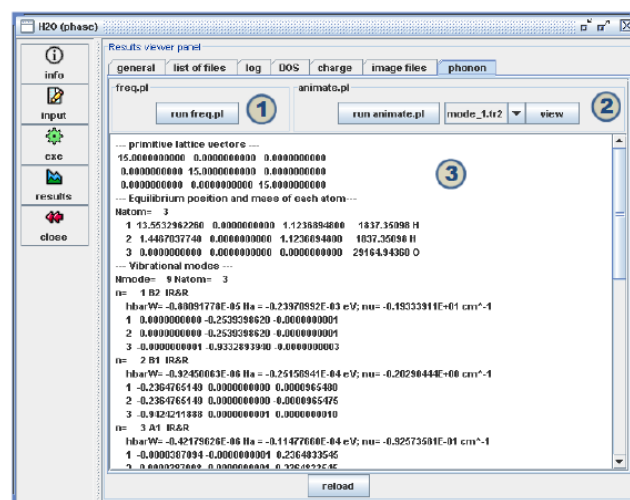 H2O (phase)
info
input
exe
results
close
Results viewer panel
general list of files log DOS charge image files phonon
freq.pl
run freq.pl
1
animate.pl
run animate.pl mode_1.tr2 view
2
3
--- primitive lattice vectors ---
15.0000000000 0.0000000000 0.0000000000
0.0000000000 15.0000000000 0.0000000000
0.0000000000 0.0000000000 15.0000000000
--- Equilibrium position and mass of each atom---
Natom= 3
1 13.5532962260 0.0000000000 1.1236894800 1837.35098 H
2 1.4467037740 0.0000000000 1.1236894800 1837.35098 H
3 0.0000000000 0.0000000000 0.0000000000 29164.94360 O
--- Vibrational modes ---
Nmode= 9 Natom= 3
n= 1 B2 IR&R
hbarW= -0.88091778E-05 Ha = -0.23970992E-03 eV; nu= -0.19333911E+01 cm^-1
1 0.0000000000 -0.2539398620 -0.0000000001
2 0.0000000000 -0.2539398620 -0.0000000001
3 -0.0000000001 -0.9332893940 -0.0000000003
n= 2 B1 IR&R
hbarW= -0.92450063E-06 Ha = -0.25156941E-04 eV; nu= -0.20290444E+00 cm^-1
1 -0.2364765149 0.0000000000 0.0000965480
2 -0.2364765149 0.0000000000 -0.0000965475
3 -0.9424211888 0.0000000001 0.0000000010
n= 3 A1 IR&R
hbarW= -0.42179626E-06 Ha = -0.11477660E-04 eV; nu= -0.92573501E-01 cm^-1
1 -0.0000387094 -0.0000000001 0.2364833545
reload